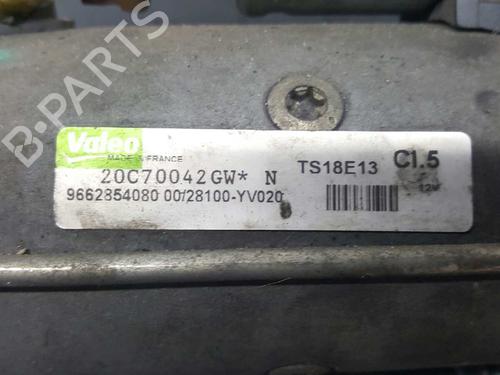 B-PARTS
Valeo
MADE IN FRANCE
20C70042GW* N
TS18E13
C1.5
9662854080 00/28100-YV020
12V